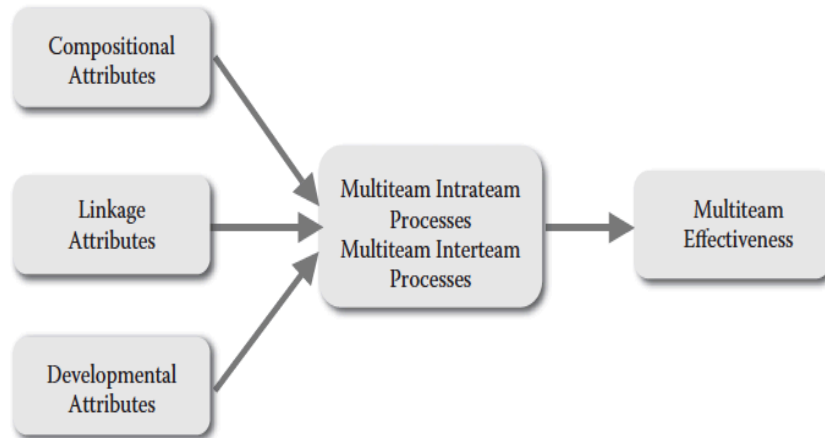 Compositional
Attributes
Linkage
Attributes
Developmental
Attributes
Multiteam Intrateam
Processes
Multiteam Interteam
Processes
Multiteam
Effectiveness